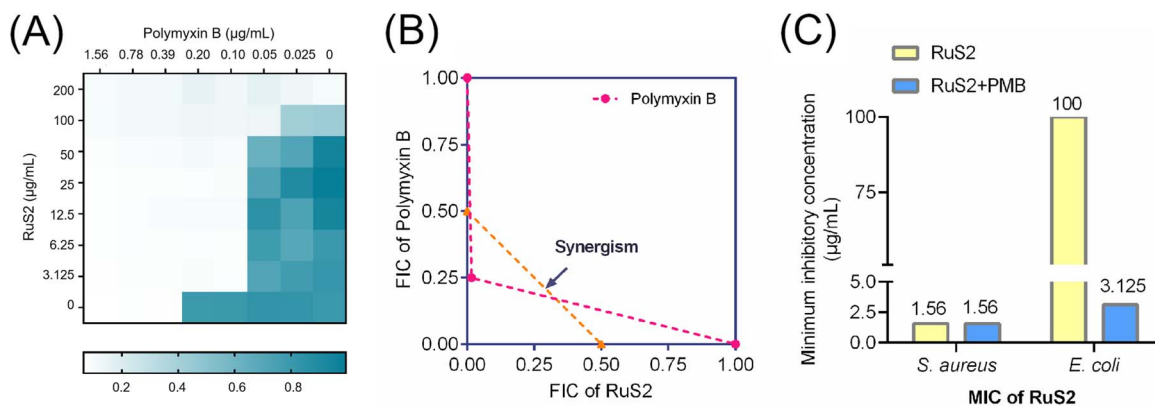 (A)
Polymyxin B (µg/mL)
1.56 0.78 0.39 0.20 0.10 0.05 0.025 0
RuS2 (µg/mL)
200
100
50
25
12.5
6.25
3.125
0
0.2 0.4 0.6 0.8
(B)
FIC of Polymyxin B
1.00
0.75
0.50
0.25
0.00
Polymyxin B
Synergism
0.00 0.25 0.50 0.75 1.00
FIC of RuS2
(C)
RuS2
RuS2+PMB
Minimum inhibitory concentration
(µg/mL)
100
75
5.0
2.5
0.0
1.56 1.56
100
3.125
S. aureus E. coli
MIC of RuS2